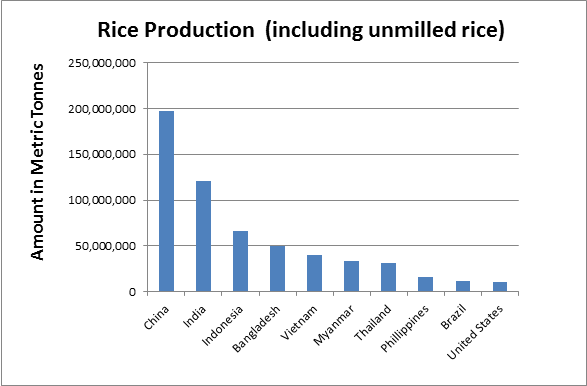 Rice Production  (including unmilled rice)
Amount in Metric Tonnes
250,000,000
200,000,000
150,000,000
100,000,000
50,000,000
0
China
India
Indonesia
Bangladesh
Vietnam
Myanmar
Thailand
Phillippines
Brazil
United States